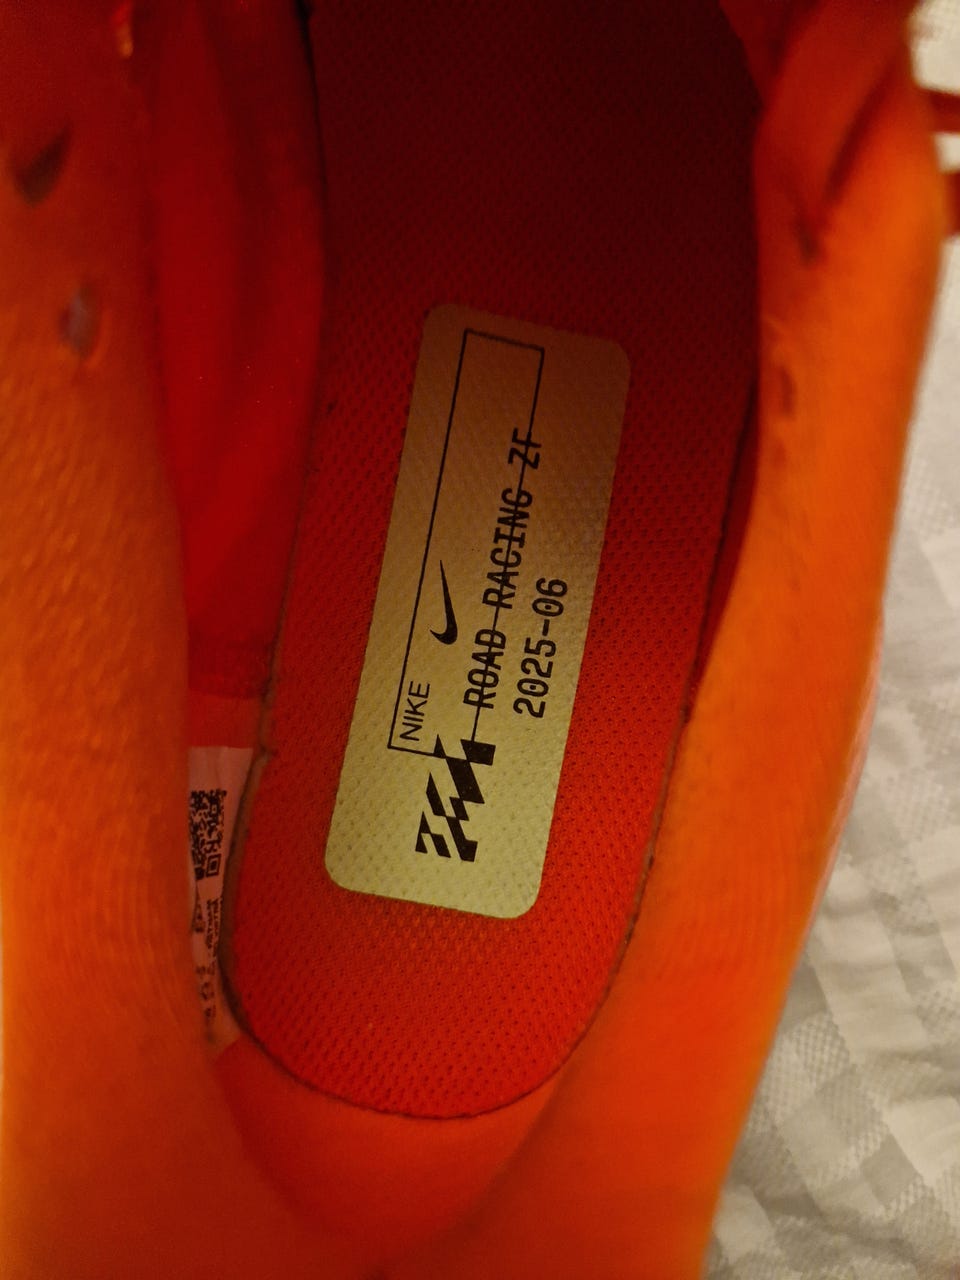 NIKE
ROAD RACING ZF
2025-06